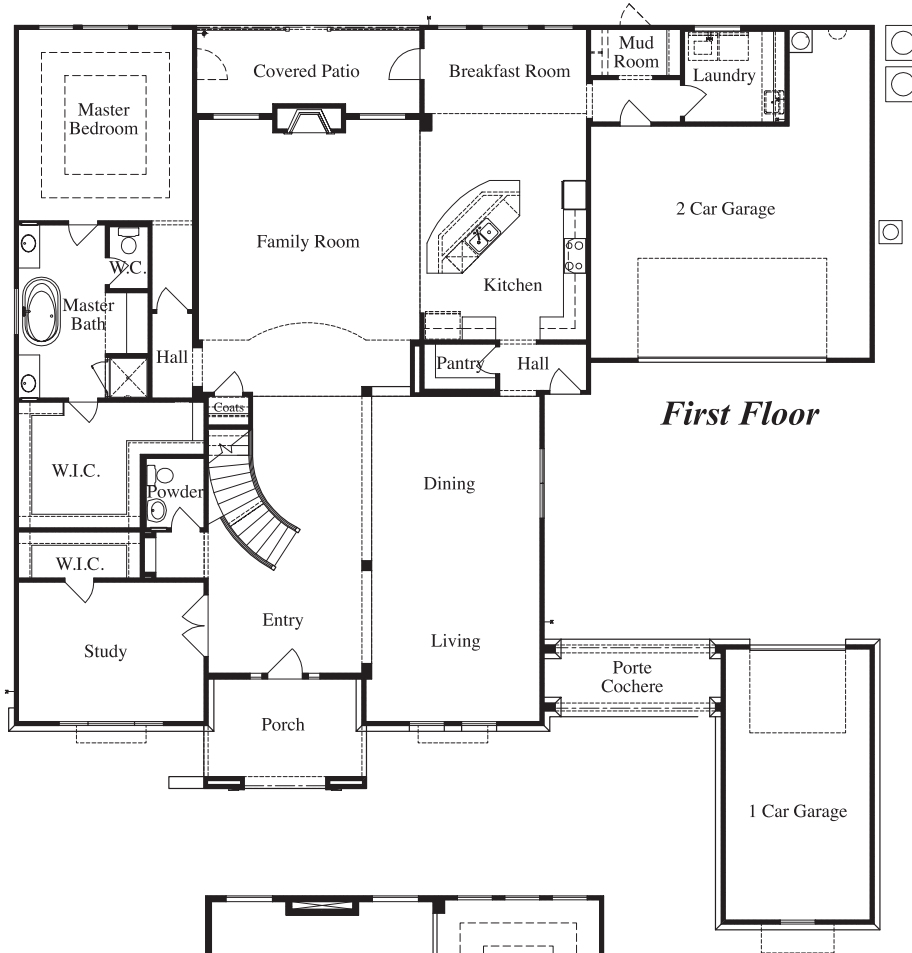 Mud
Room
Covered Patio
Breakfast Room
Laundry
Master
Bedroom
2 Car Garage
Family Room
W.C.
Kitchen
Master
Bath
Hall
Pantry
Hall
Coats
First Floor
W.I.C.
Dining
Powder
W.I.C.
Entry
Living
Study
Porte
Cochere
Porch
1 Car Garage